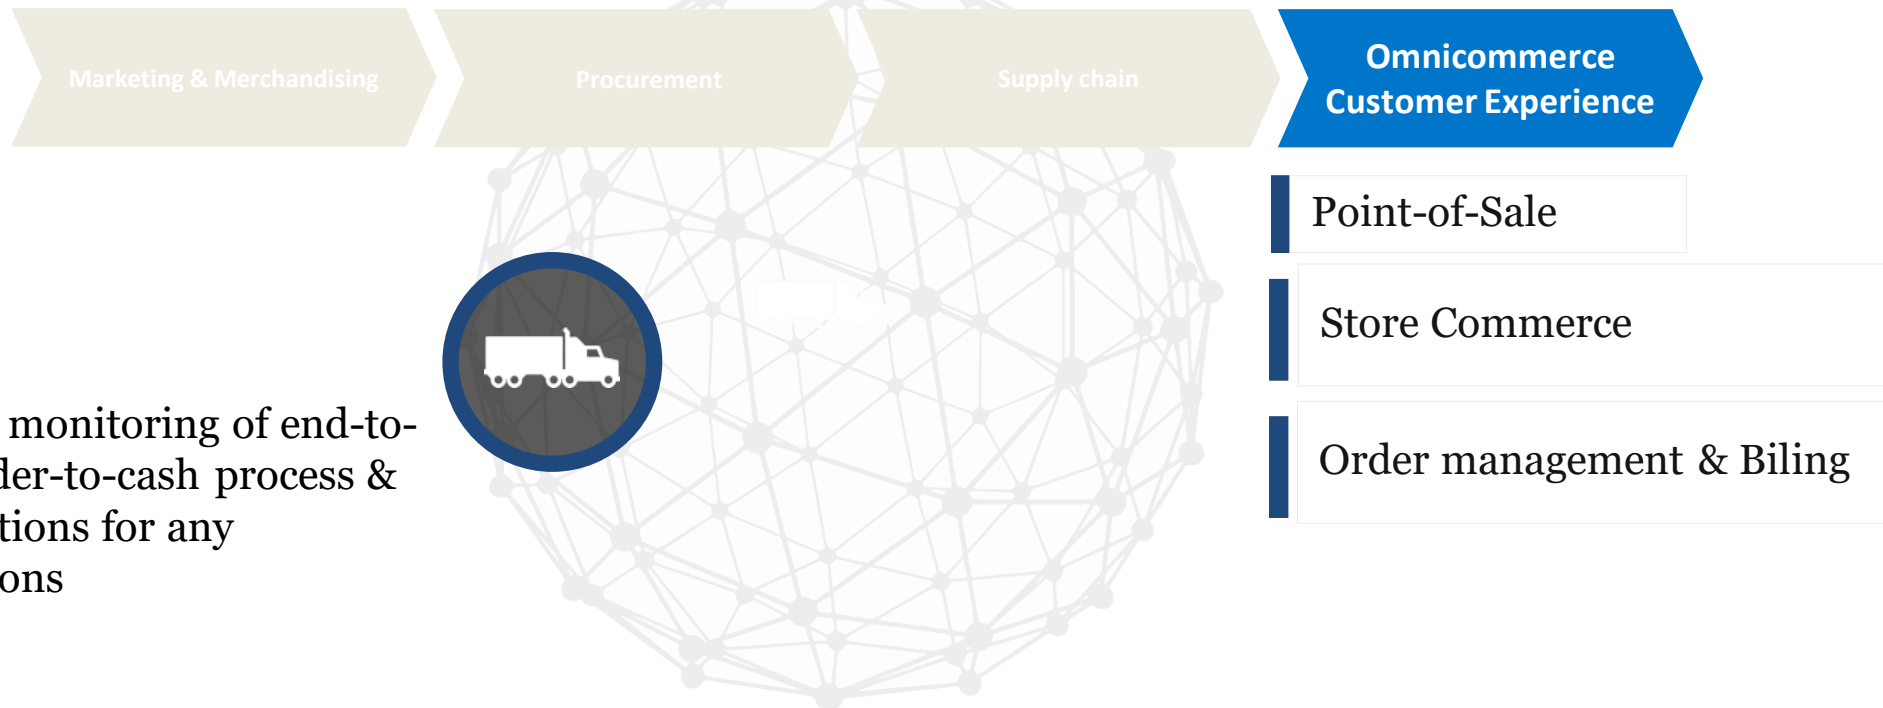 Marketing & Merchandising
Procurement
Supply chain
Omnicommerce
Customer Experience
Point-of-Sale
Store Commerce
Order management & Biling
monitoring of end-to-
der-to-cash process &
tions for any
ons